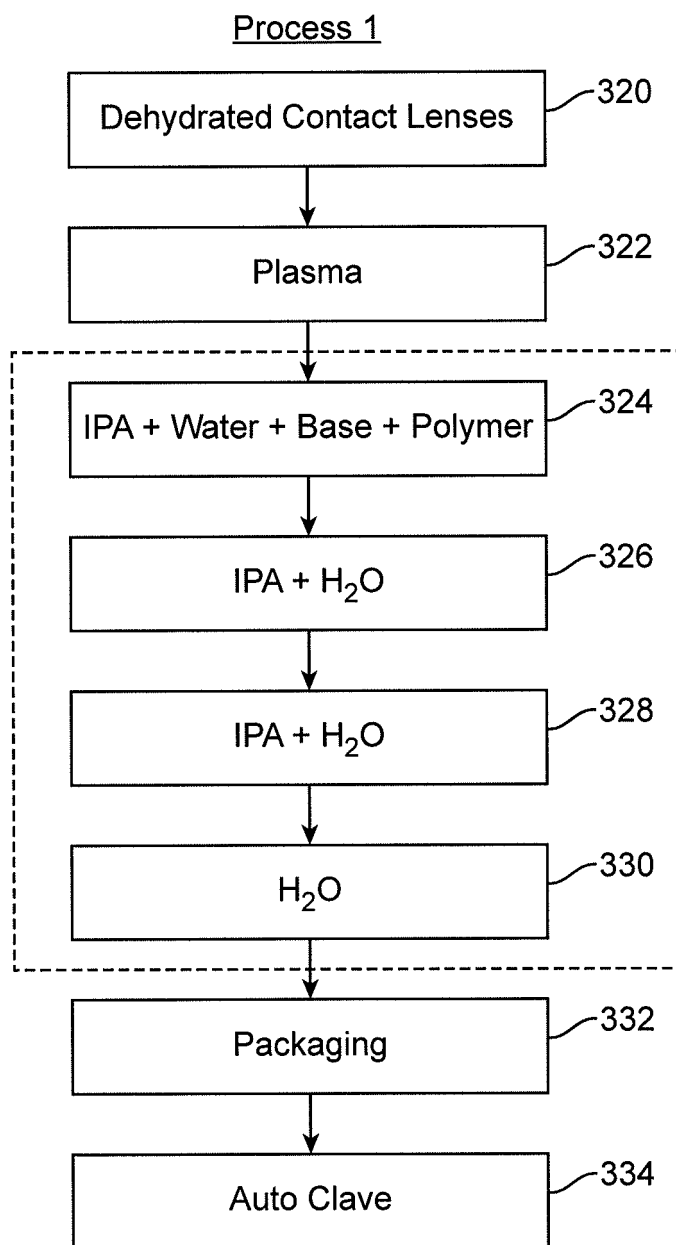 Process 1
Dehydrated Contact Lenses
320
Plasma
322
IPA + Water + Base + Polymer
324
IPA + H₂O
326
IPA + H₂O
328
H₂O
330
Packaging
332
Auto Clave
334